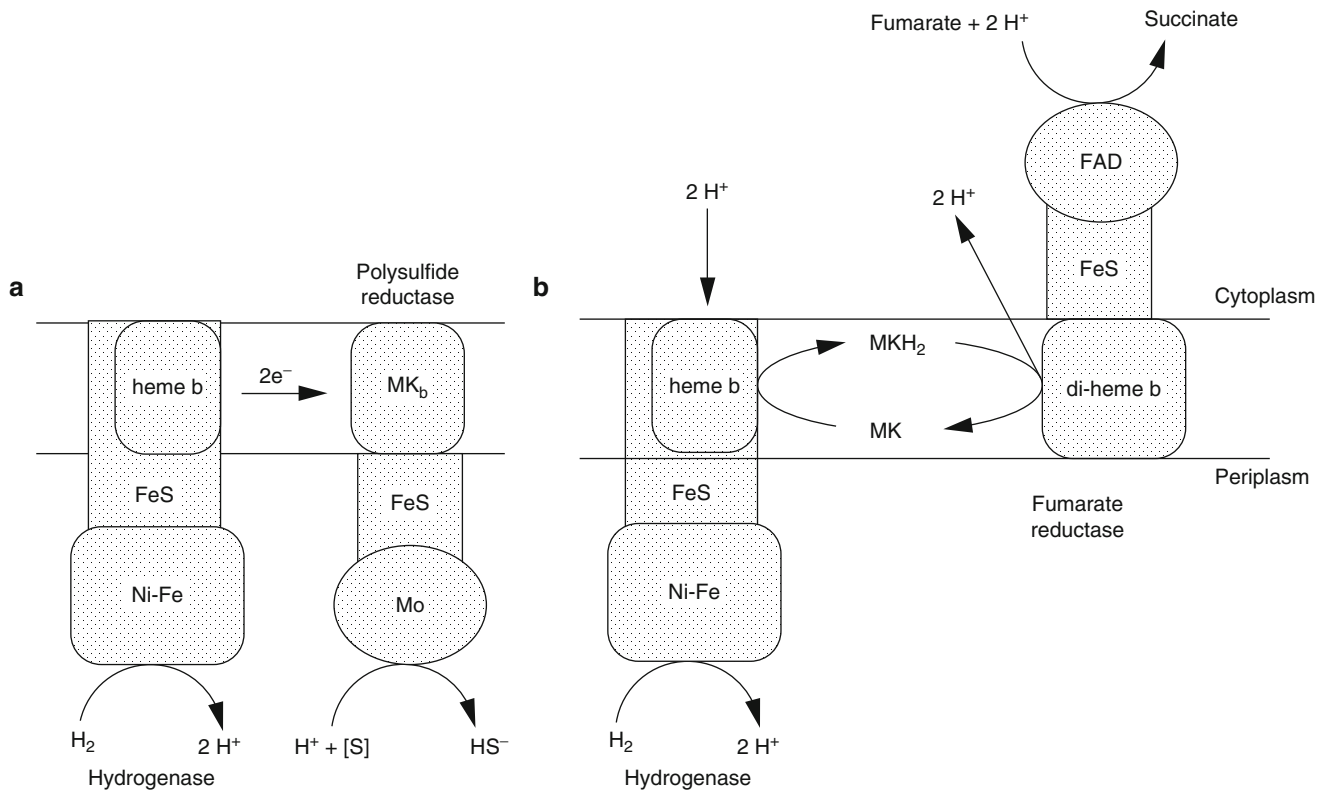 a
Polysulfide
reductase
heme b
2e⁻
MK_b
FeS
FeS
Ni-Fe
Mo
H₂
2 H⁺
H⁺ + [S]
HS⁻
Hydrogenase
b
Fumarate + 2 H⁺
Succinate
FAD
2 H⁺
2 H⁺
FeS
Cytoplasm
MKH₂
heme b
di-heme b
MK
Periplasm
FeS
Fumarate
reductase
Ni-Fe
H₂
2 H⁺
Hydrogenase